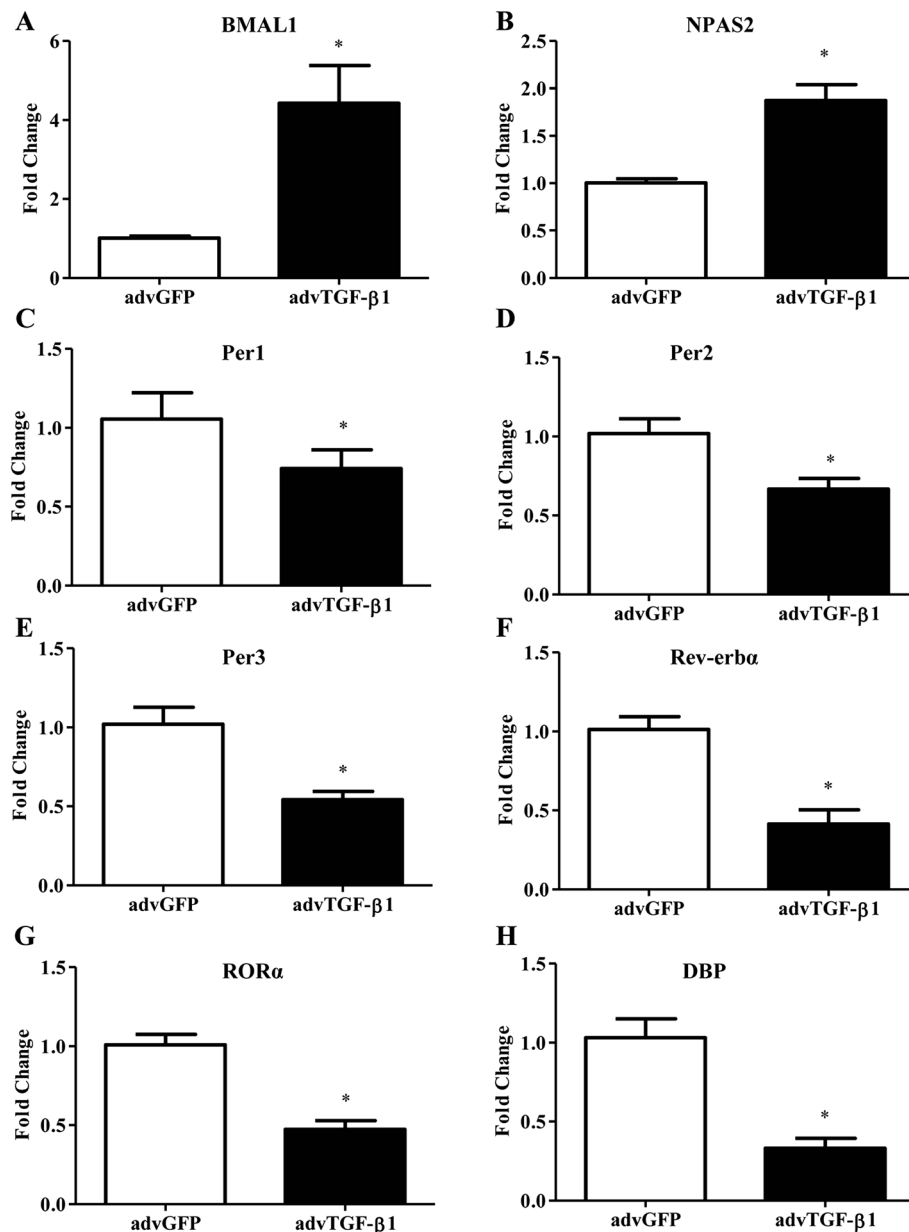 A
BMAL1
Fold Change
6
4
2
0
*
advGFP
advTGF-β1
B
NPAS2
Fold Change
2.5
2.0
1.5
1.0
0.5
0.0
*
advGFP
advTGF-β1
C
Per1
Fold Change
1.5
1.0
0.5
0.0
*
advGFP
advTGF-β1
D
Per2
Fold Change
1.5
1.0
0.5
0.0
*
advGFP
advTGF-β1
E
Per3
Fold Change
1.5
1.0
0.5
0.0
*
advGFP
advTGF-β1
F
Rev-erbα
Fold Change
1.5
1.0
0.5
0.0
*
advGFP
advTGF-β1
G
RORα
Fold Change
1.5
1.0
0.5
0.0
*
advGFP
advTGF-β1
H
DBP
Fold Change
1.5
1.0
0.5
0.0
*
advGFP
advTGF-β1